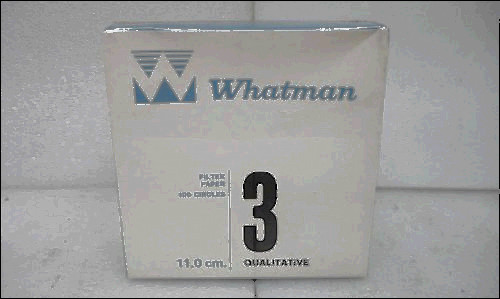 Whatman
FILTER
PAPER
100 CIRCLES
3
11.0 cm.
QUALITATIVE